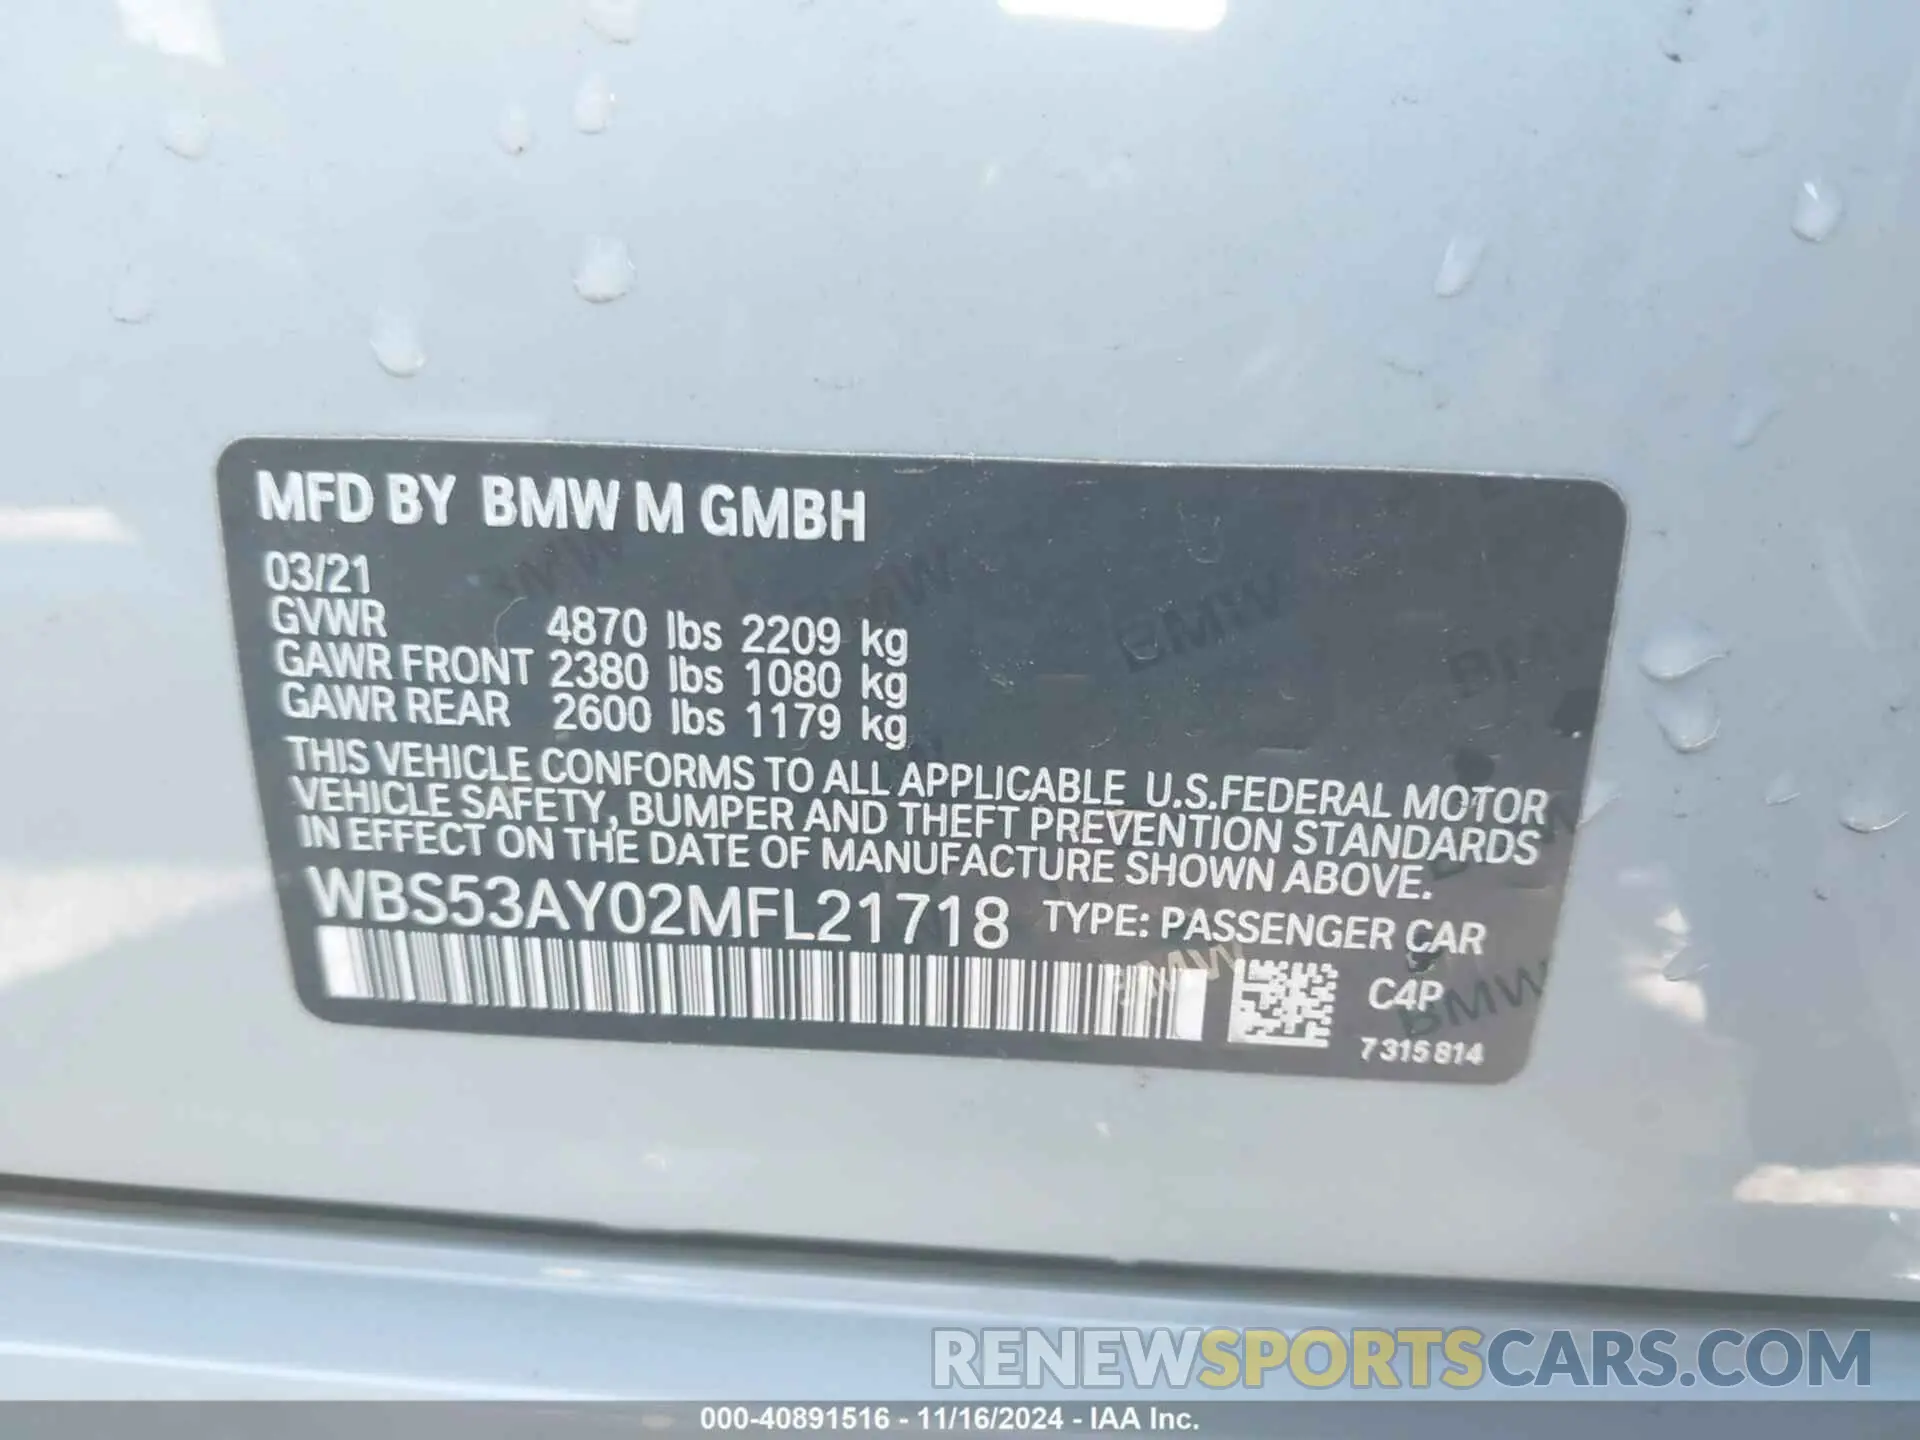 MFD BY BMW M GMBH
03/21
GVWR 4870 lbs 2209 kg
GAWR FRONT 2380 lbs 1080 kg
GAWR REAR 2600 lbs 1179 kg
THIS VEHICLE CONFORMS TO ALL APPLICABLE U.S.FEDERAL MOTOR
VEHICLE SAFETY, BUMPER AND THEFT PREVENTION STANDARDS
IN EFFECT ON THE DATE OF MANUFACTURE SHOWN ABOVE.
WBS53AY02MFL21718 TYPE: PASSENGER CAR
C4P
7315814
RENEWSPORTSCARS.COM
000-40891516 - 11/16/2024 - IAA Inc.